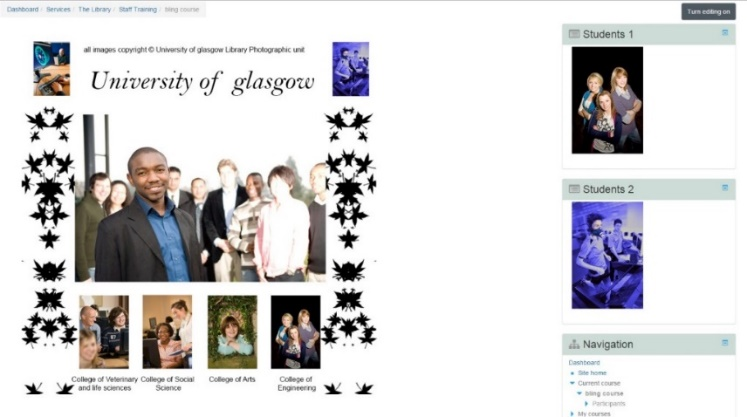 Dashboard / Services / The Library / Staff Training / bling course
Turn editing on
all images copyright © University of glasgow Library Photographic unit
University of glasgow
College of Veterinary
and life sciences
College of Social
Science
College of Arts
College of
Engineering
Students 1
Students 2
Navigation
Dashboard
Site home
Current course
bling course
Participants
My courses